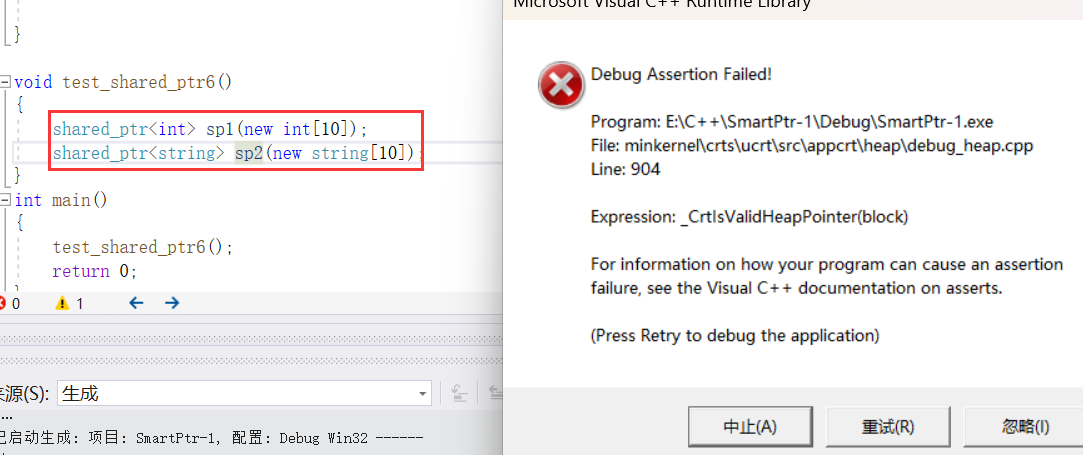 }
void test_shared_ptr6()
{
shared_ptr<int> sp1(new int[10]);
shared_ptr<string> sp2(new string[10])
}
int main()
{
test_shared_ptr6();
return 0;
0 1
来源(S): 生成
...
已启动生成: 项目: SmartPtr-1, 配置: Debug Win32 ------
Microsoft Visual C++ Runtime Library
Debug Assertion Failed!
Program: E:\C++\SmartPtr-1\Debug\SmartPtr-1.exe
File: minkernel\crts\ucrt\src\appcrt\heap\debug_heap.cpp
Line: 904
Expression: _CrtIsValidHeapPointer(block)
For information on how your program can cause an assertion
failure, see the Visual C++ documentation on asserts.
(Press Retry to debug the application)
中止(A) 重试(R) 忽略(I)